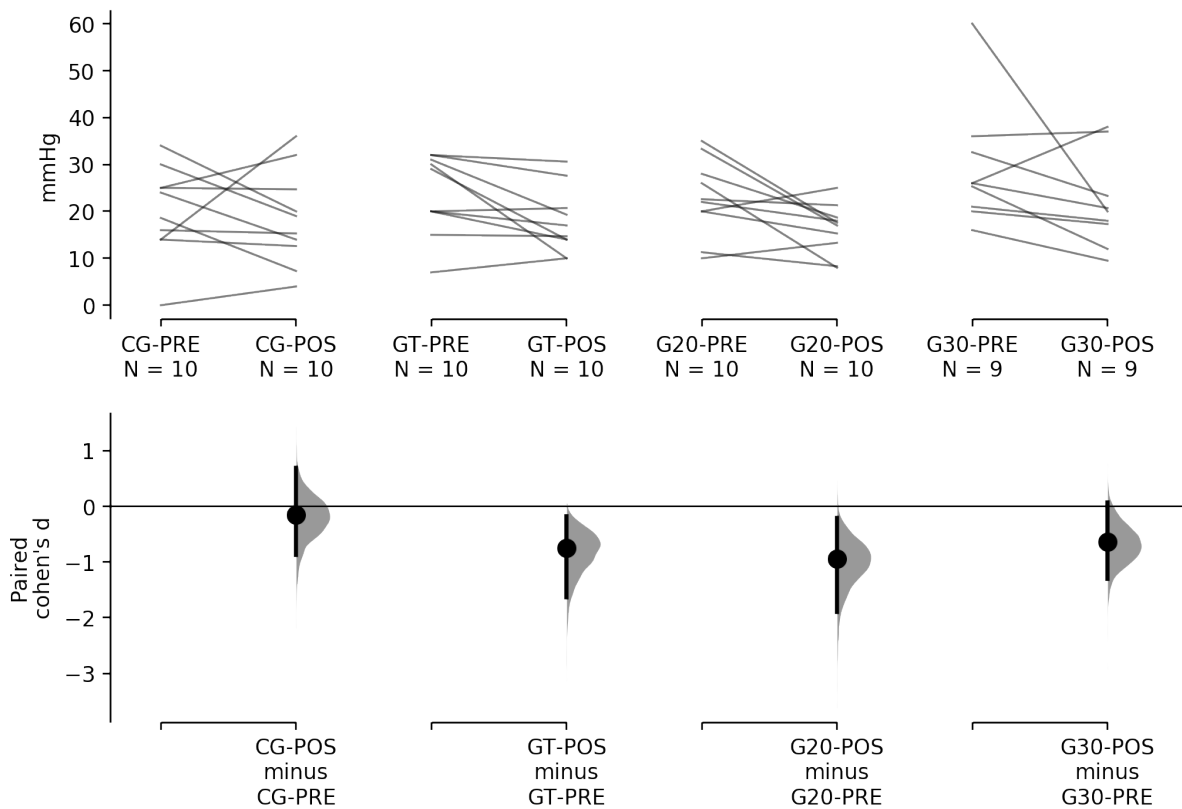 60
50
40
30
20
10
0
mmHg
CG-PRE CG-POS GT-PRE GT-POS G20-PRE G20-POS G30-PRE G30-POS
N = 10 N = 10 N = 10 N = 10 N = 10 N = 10 N = 9 N = 9
1
0
−1
−2
−3
Paired
cohen's d
CG-POS GT-POS G20-POS G30-POS
minus minus minus minus
CG-PRE GT-PRE G20-PRE G30-PRE